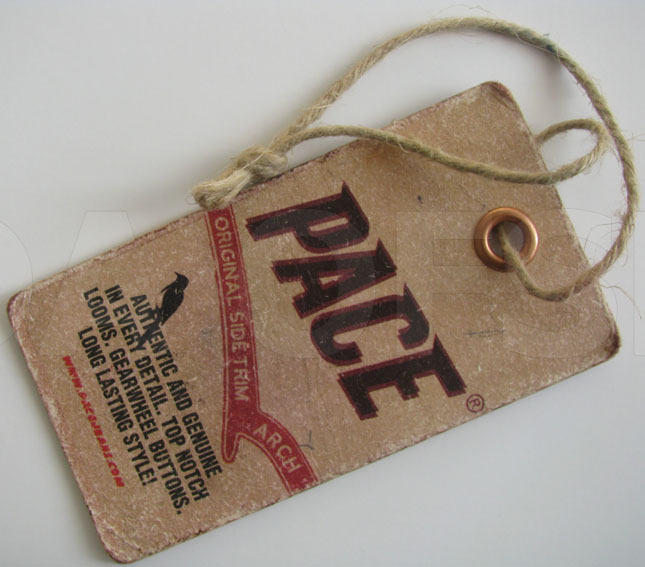 PACE®
ORIGINAL SIDE TRIM
ARCH
AUTHENTIC AND GENUINE
IN EVERY DETAIL. TOP NOTCH
LOOMS. GEARWHEEL BUTTONS.
LONG LASTING STYLE!